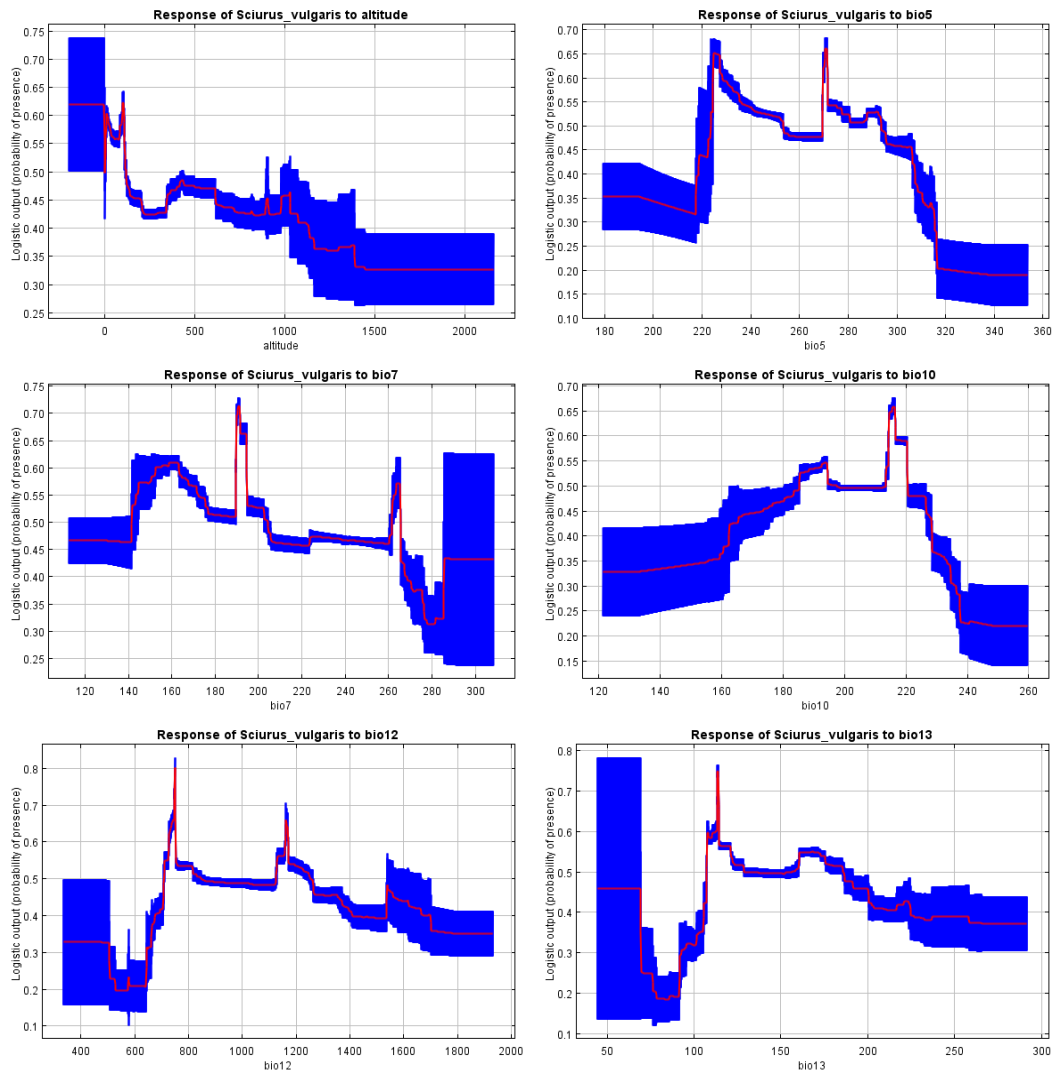 Response of Sciurus_vulgaris to altitude
Logistic output (probability of presence)
0.75
0.70
0.65
0.60
0.55
0.50
0.45
0.40
0.35
0.30
0.25
0 500 1000 1500 2000
altitude
Response of Sciurus_vulgaris to bio5
Logistic output (probability of presence)
0.70
0.65
0.60
0.55
0.50
0.45
0.40
0.35
0.30
0.25
0.20
0.15
0.10
180 200 220 240 260 280 300 320 340 360
bio5
Response of Sciurus_vulgaris to bio7
Logistic output (probability of presence)
0.75
0.70
0.65
0.60
0.55
0.50
0.45
0.40
0.35
0.30
0.25
120 140 160 180 200 220 240 260 280 300
bio7
Response of Sciurus_vulgaris to bio10
Logistic output (probability of presence)
0.70
0.65
0.60
0.55
0.50
0.45
0.40
0.35
0.30
0.25
0.20
0.15
120 140 160 180 200 220 240 260
bio10
Response of Sciurus_vulgaris to bio12
Logistic output (probability of presence)
0.8
0.7
0.6
0.5
0.4
0.3
0.2
0.1
400 600 800 1000 1200 1400 1600 1800 2000
bio12
Response of Sciurus_vulgaris to bio13
Logistic output (probability of presence)
0.8
0.7
0.6
0.5
0.4
0.3
0.2
0.1
50 100 150 200 250 300
bio13